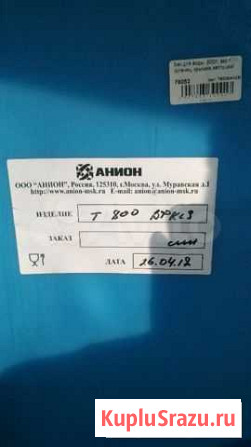 АНИОН
ООО "АНИОН", Россия, 125310, г.Москва, ул. Муравская д.1
http://www.anion-msk.ru E-mail: anion@anion-msk.ru
ИЗДЕЛИЕ Т 800
ЗАКАЗ син
ДАТА 26.04.12
KupluSrazu.ru